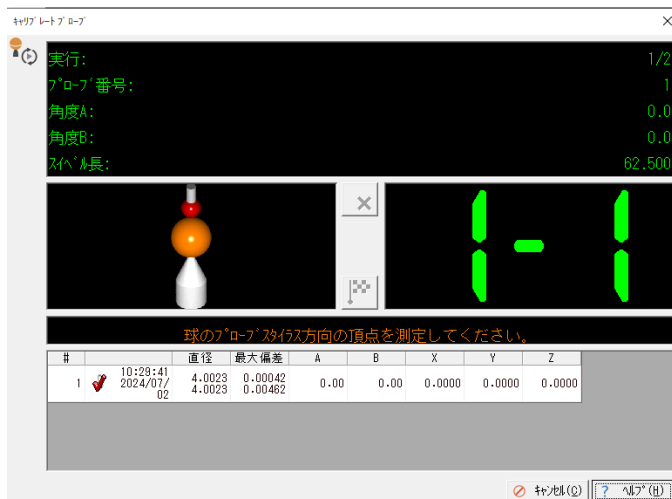 ｷｬﾘﾌﾞﾚｰﾄﾌﾟﾛｰﾌﾞ
実行: 1/2
ﾌﾟﾛｰﾌﾞ番号: 1
角度A: 0.0
角度B: 0.0
ｽｲﾍﾞﾙ長: 62.500
1-1
球のﾌﾟﾛｰﾌﾞｽﾀｲﾗｽ方向の頂点を測定してください。
# 直径 最大偏差 A B X Y Z
10:29:41
1 2024/07/02 4.0023 0.00042 0.00 0.00 0.0000 0.0000 0.0000
4.0023 0.00462
ｷｬﾝｾﾙ(C) ? ﾍﾙﾌﾟ(H)